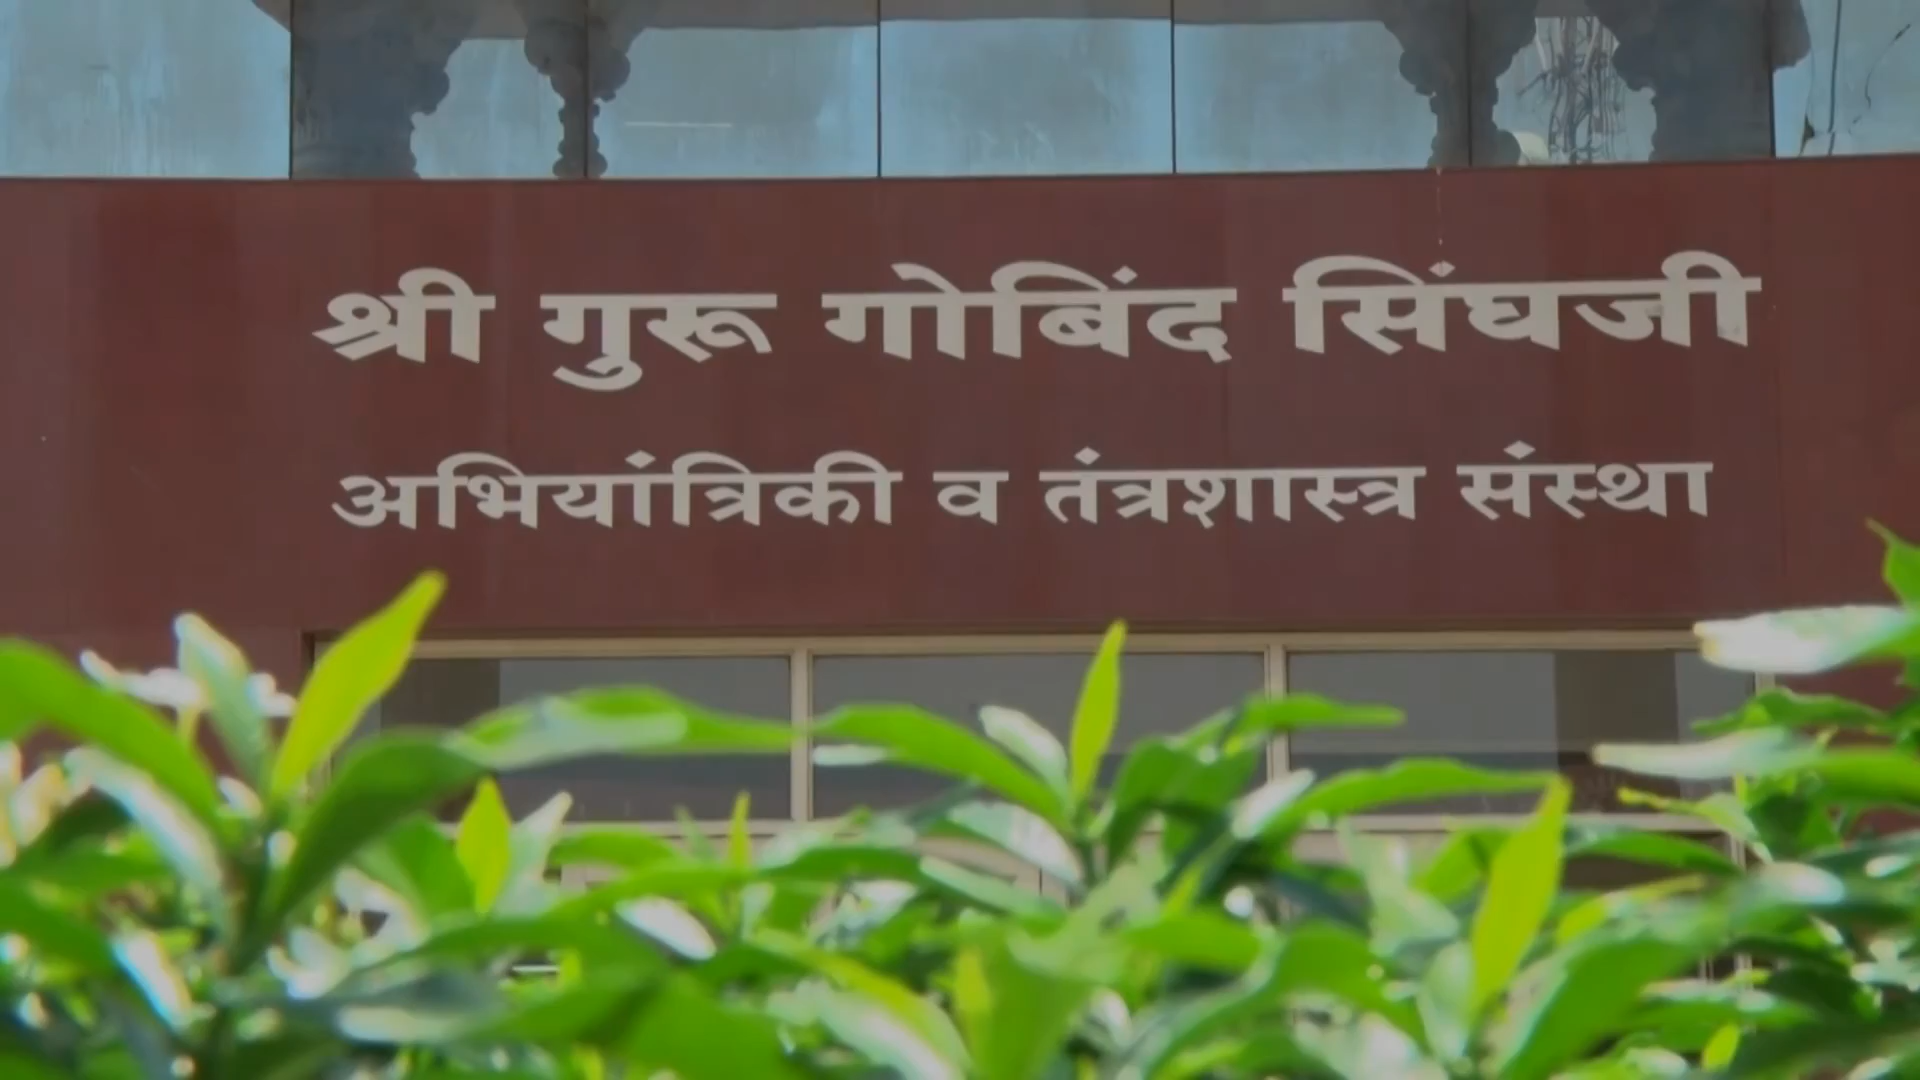 श्री गुरू गोबिंद सिंघजी
अभियांत्रिकी व तंत्रशास्त्र संस्था